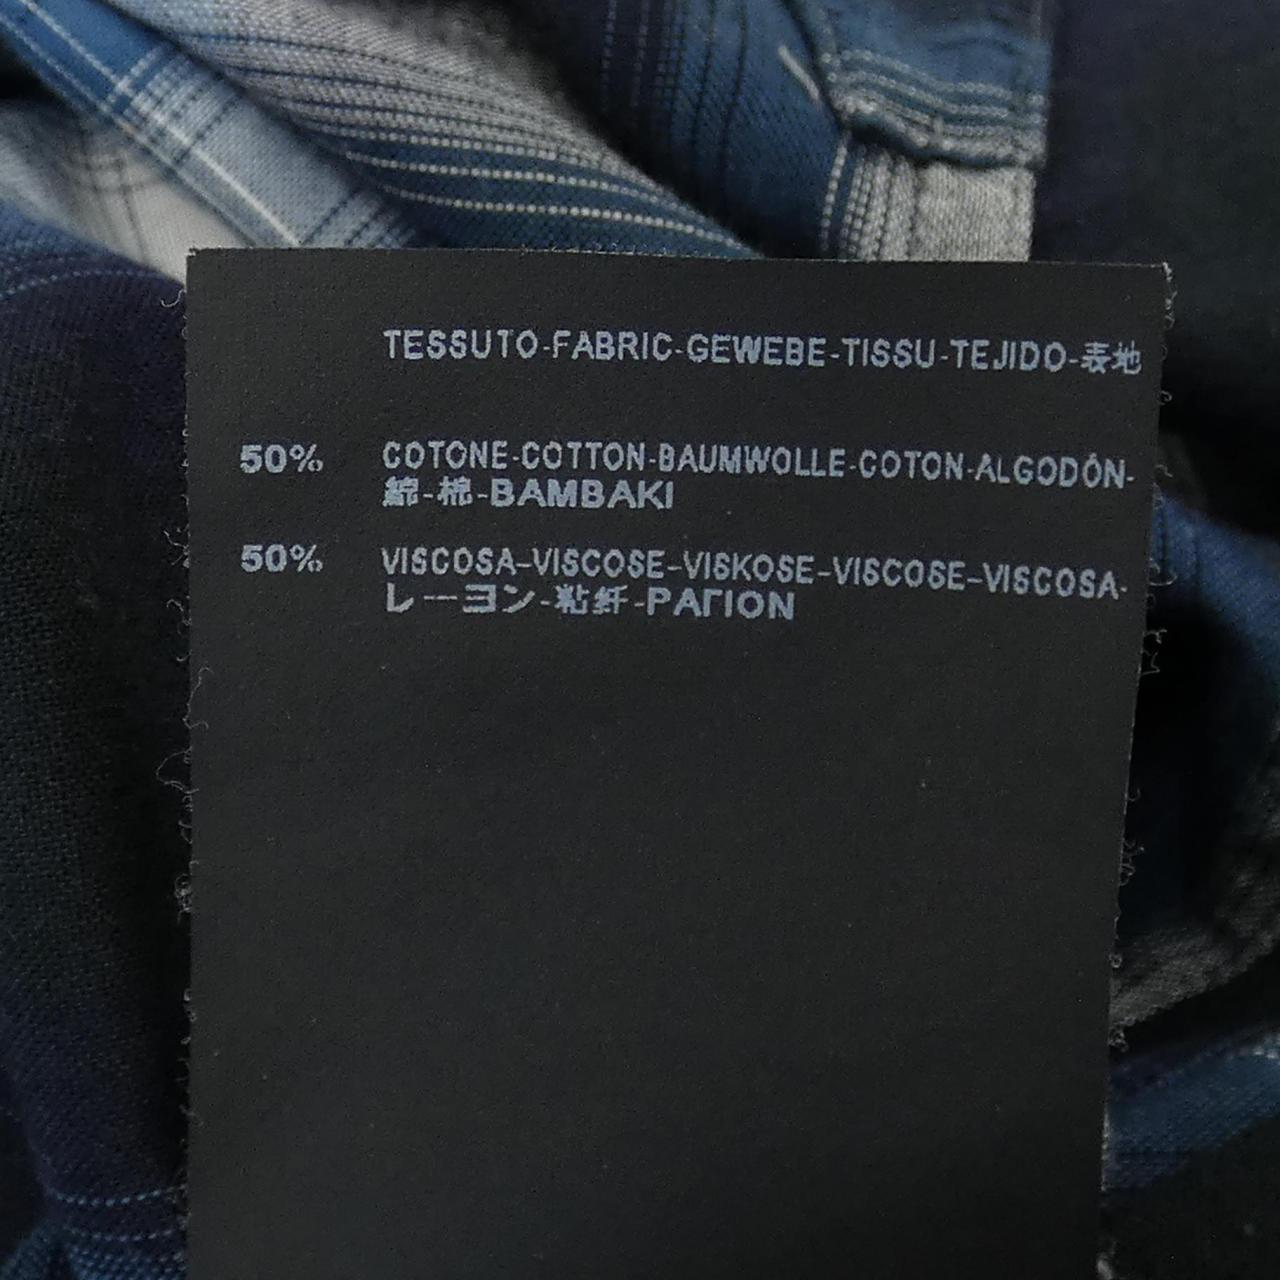 TESSUTO-FABRIC-GEWEBE-TISSU-TEJIDO-表地
50% COTONE-COTTON-BAUMWOLLE-COTON-ALGODÓN-
綿-棉-BAMBAKI
50% VISCOSA-VISCOSE-VISKOSE-VISCOSE-VISCOSA-
レーヨン-粘纤-ΡΑΓΙΟΝ